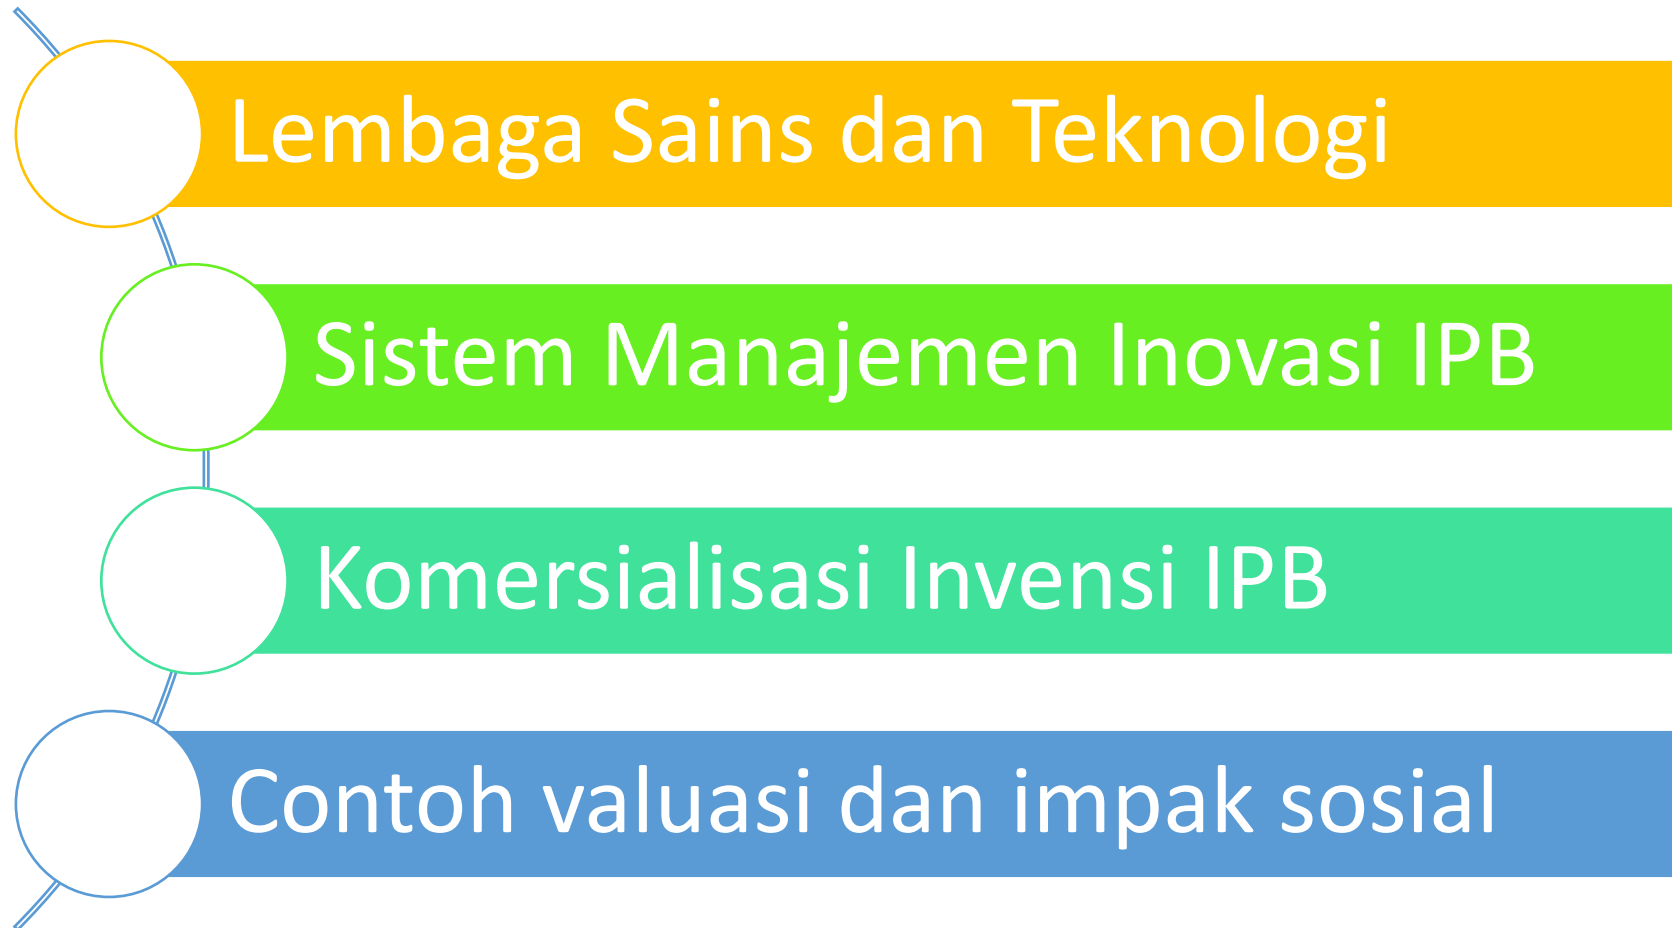 Lembaga Sains dan Teknologi
Sistem Manajemen Inovasi IPB
Komersialisasi Invensi IPB
Contoh valuasi dan impak sosial